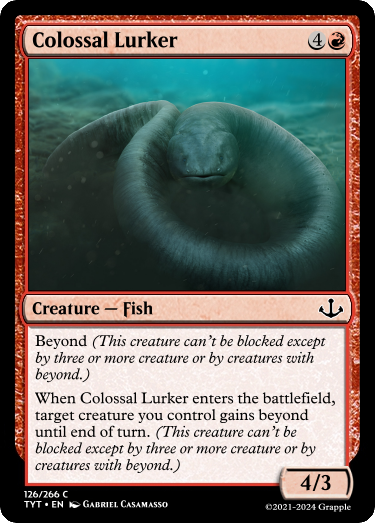 Colossal Lurker 4
Creature — Fish
Beyond (This creature can't be blocked except
by three or more creature or by creatures with
beyond.)
When Colossal Lurker enters the battlefield,
target creature you control gains beyond
until end of turn. (This creature can't be
blocked except by three or more creature or by
creatures with beyond.)
4/3
126/266 C
TYT • EN Gabriel Casamasso
©2021-2024 Grapple